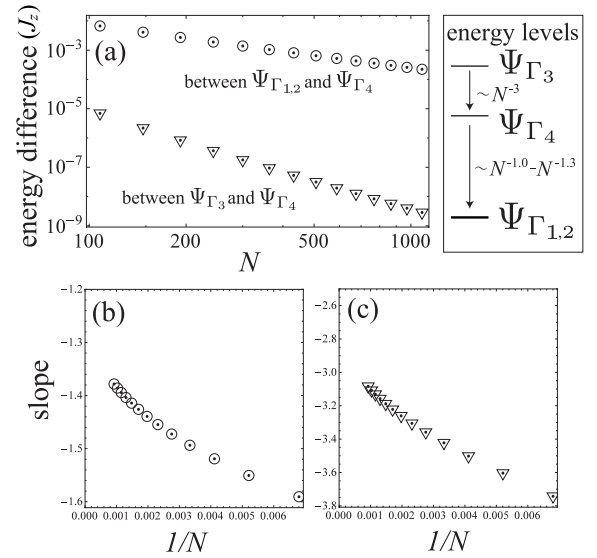 energy difference (J_z)
10^-3
10^-5
10^-7
10^-9
(a)
between Ψ_Γ1,2 and Ψ_Γ4
between Ψ_Γ3 and Ψ_Γ4
100 200 500 1000
N
energy levels
Ψ_Γ3
~N^-3
Ψ_Γ4
~N^-1.0–N^-1.3
Ψ_Γ1,2
slope
(b)
-1.2
-1.3
-1.4
-1.5
-1.6
0.000 0.001 0.002 0.003 0.004 0.005 0.006
1/N
(c)
-2.6
-2.8
-3.0
-3.2
-3.4
-3.6
-3.8
0.000 0.001 0.002 0.003 0.004 0.005 0.006
1/N